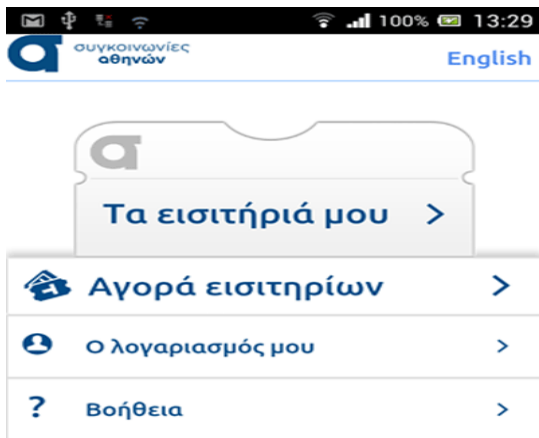 100% 13:29
συγκοινωνίες
αθηνών
English
Τα εισιτήριά μου >
Αγορά εισιτηρίων >
Ο λογαριασμός μου >
? Βοήθεια >